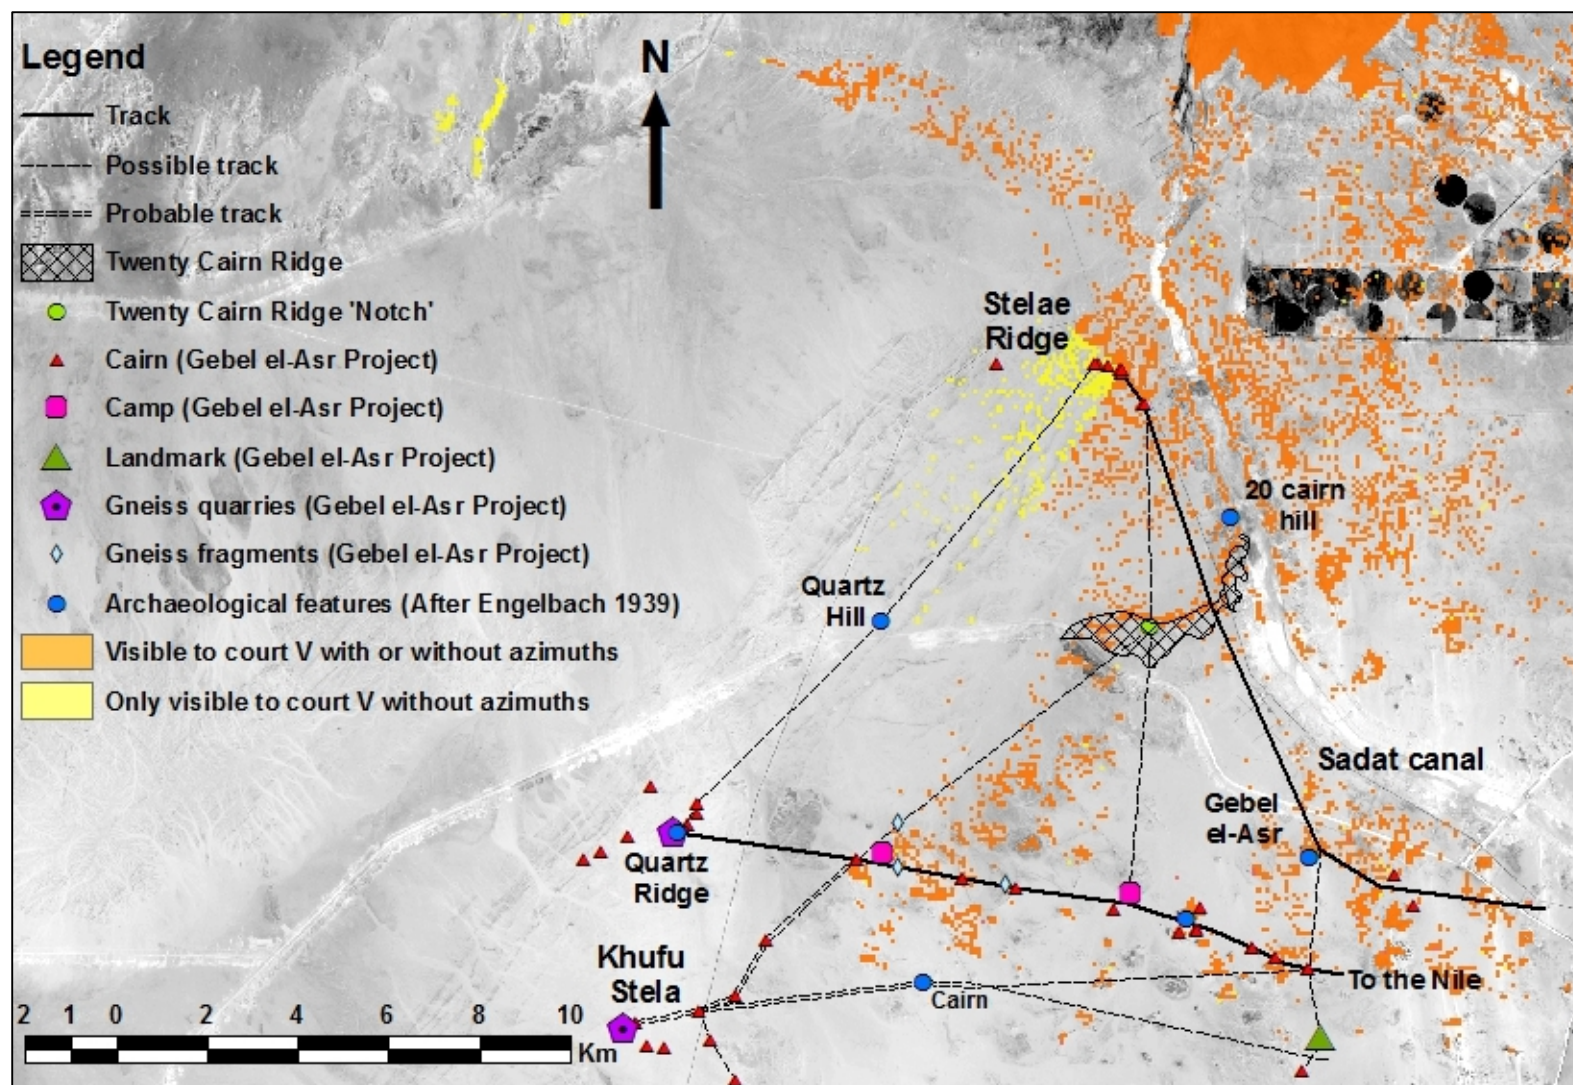 Legend
Track
Possible track
Probable track
Twenty Cairn Ridge
Twenty Cairn Ridge 'Notch'
Cairn (Gebel el-Asr Project)
Camp (Gebel el-Asr Project)
Landmark (Gebel el-Asr Project)
Gneiss quarries (Gebel el-Asr Project)
Gneiss fragments (Gebel el-Asr Project)
Archaeological features (After Engelbach 1939)
Visible to court V with or without azimuths
Only visible to court V without azimuths
N
Stelae
Ridge
20 cairn
hill
Quartz
Hill
Sadat canal
Gebel
el-Asr
Quartz
Ridge
Khufu
Stela
Cairn
To the Nile
2 1 0 2 4 6 8 10
Km